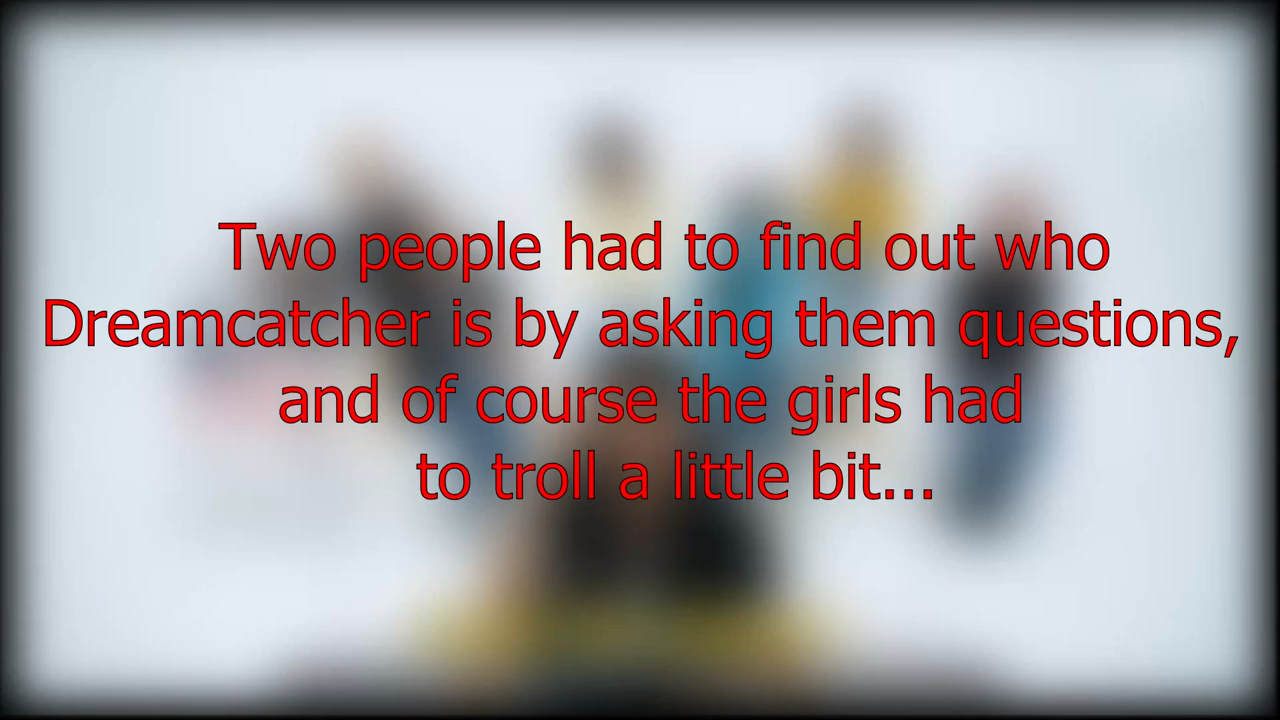 Two people had to find out who
Dreamcatcher is by asking them questions,
and of course the girls had
to troll a little bit...